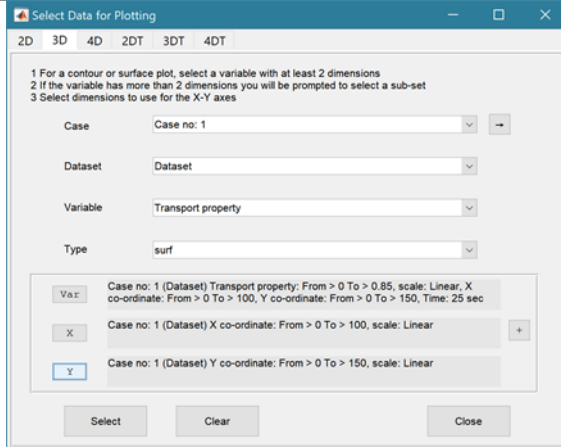 Select Data for Plotting
2D 3D 4D 2DT 3DT 4DT
1 For a contour or surface plot, select a variable with at least 2 dimensions
2 If the variable has more than 2 dimensions you will be prompted to select a sub-set
3 Select dimensions to use for the X-Y axes
Case Case no: 1 →
Dataset Dataset
Variable Transport property
Type surf
Var Case no: 1 (Dataset) Transport property: From > 0 To > 0.85, scale: Linear, X
co-ordinate: From > 0 To > 100, Y co-ordinate: From > 0 To > 150, Time: 25 sec
X Case no: 1 (Dataset) X co-ordinate: From > 0 To > 100, scale: Linear +
Y Case no: 1 (Dataset) Y co-ordinate: From > 0 To > 150, scale: Linear
Select Clear Close